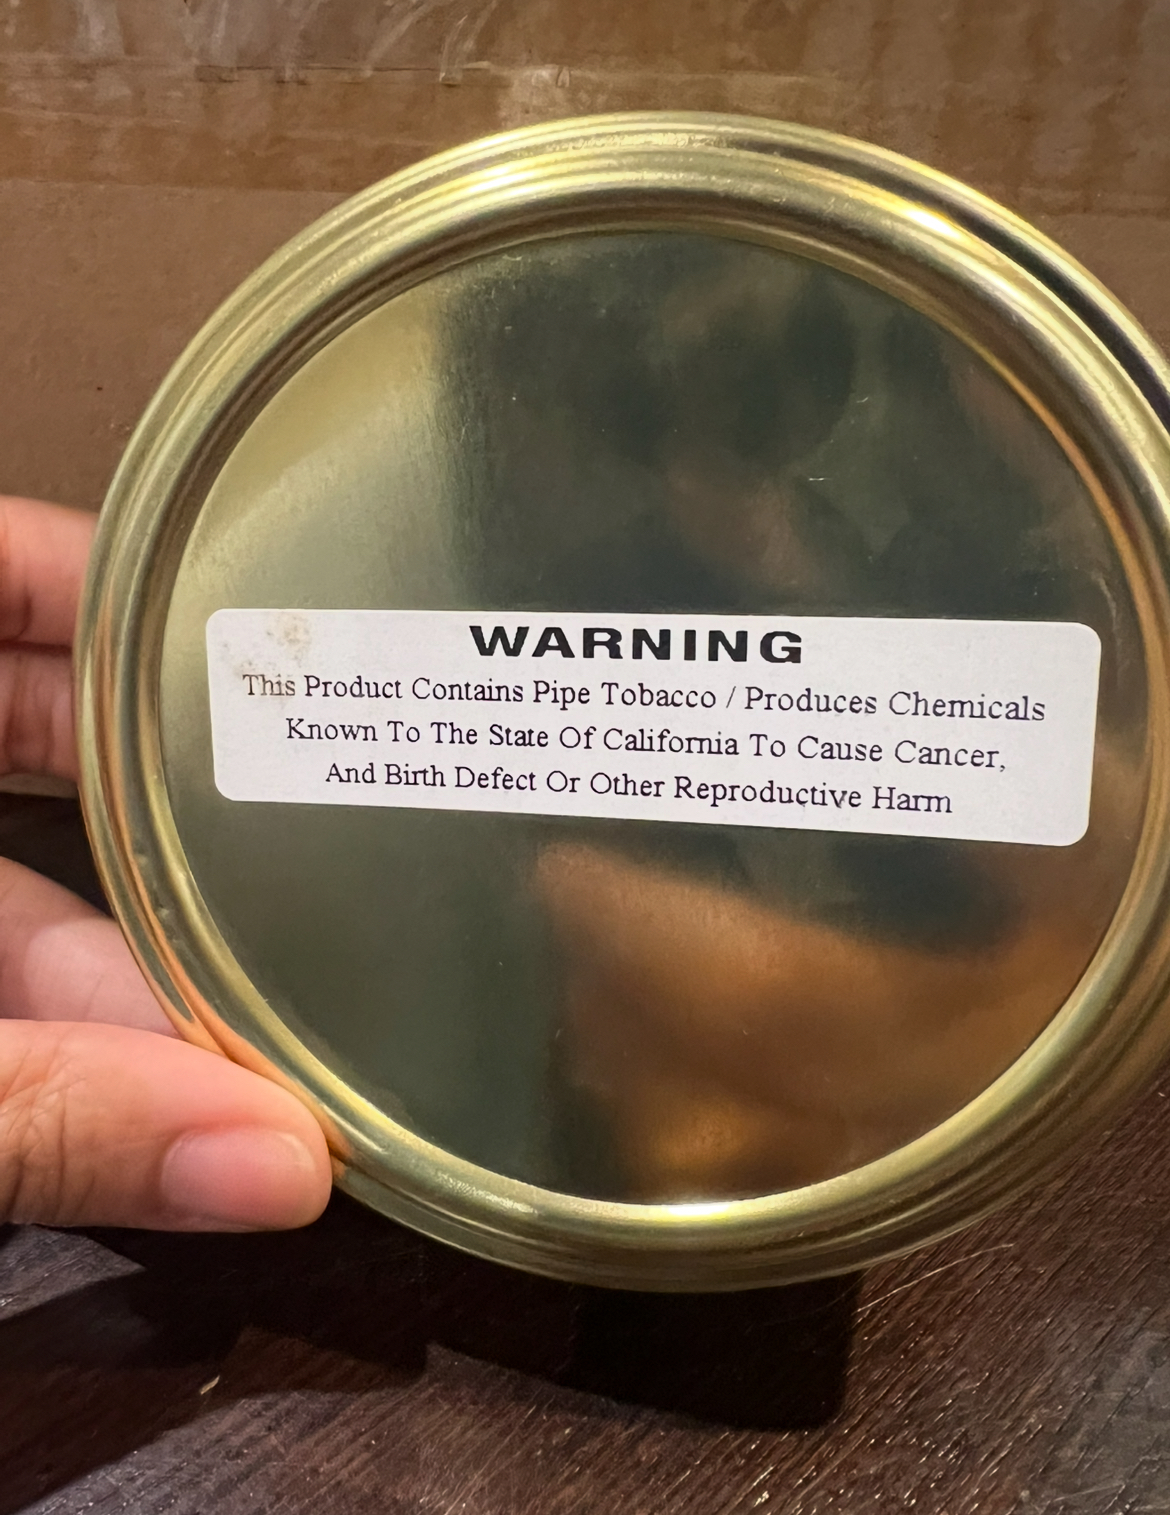 WARNING
This Product Contains Pipe Tobacco / Produces Chemicals
Known To The State Of California To Cause Cancer,
And Birth Defect Or Other Reproductive Harm